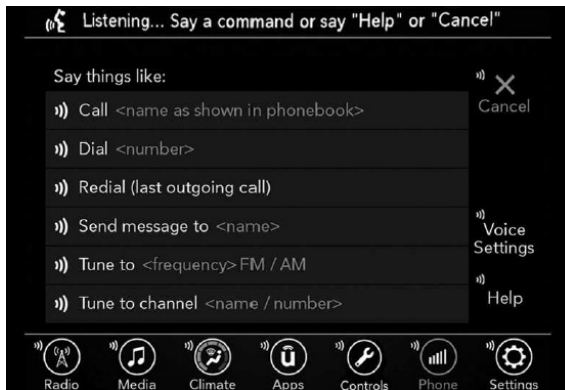 Listening... Say a command or say "Help" or "Cancel"
Say things like:
Call <name as shown in phonebook>
Dial <number>
Redial (last outgoing call)
Send message to <name>
Tune to <frequency> FM / AM
Tune to channel <name / number>
Cancel
Voice
Settings
Help
Radio Media Climate Apps Controls Phone Settings